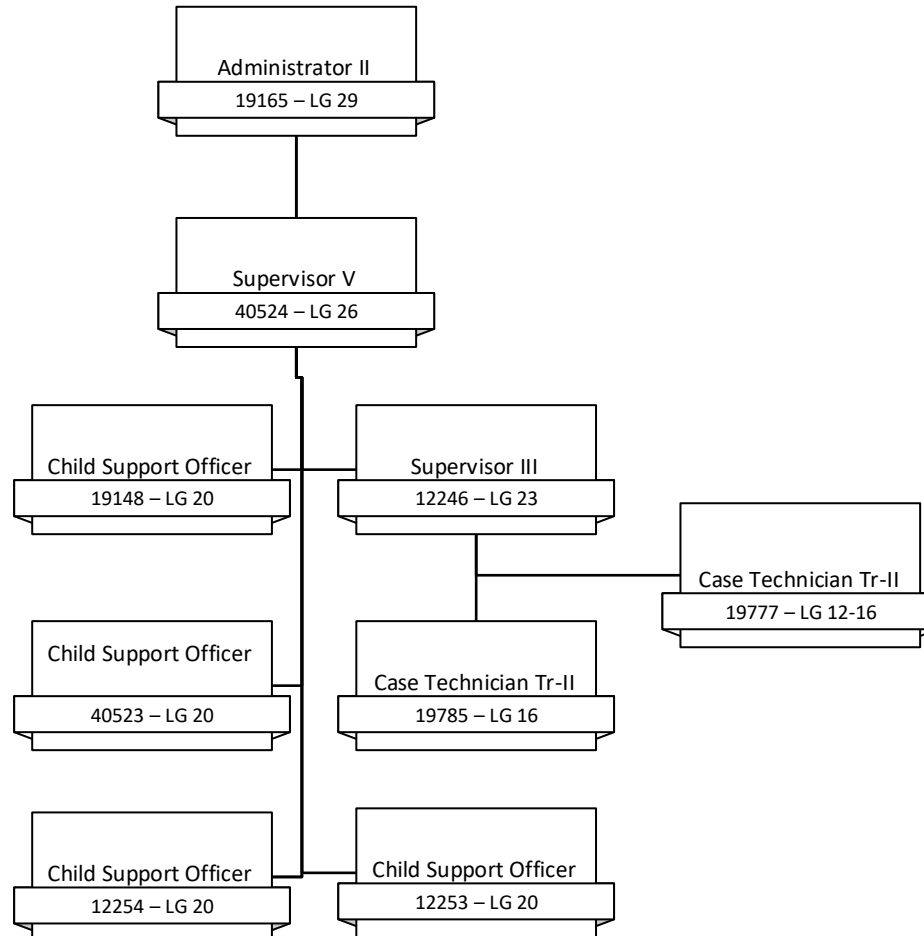 Administrator II
19165 – LG 29
Supervisor V
40524 – LG 26
Child Support Officer
19148 – LG 20
Supervisor III
12246 – LG 23
Case Technician Tr-II
19777 – LG 12-16
Child Support Officer
40523 – LG 20
Case Technician Tr-II
19785 – LG 16
Child Support Officer
12254 – LG 20
Child Support Officer
12253 – LG 20